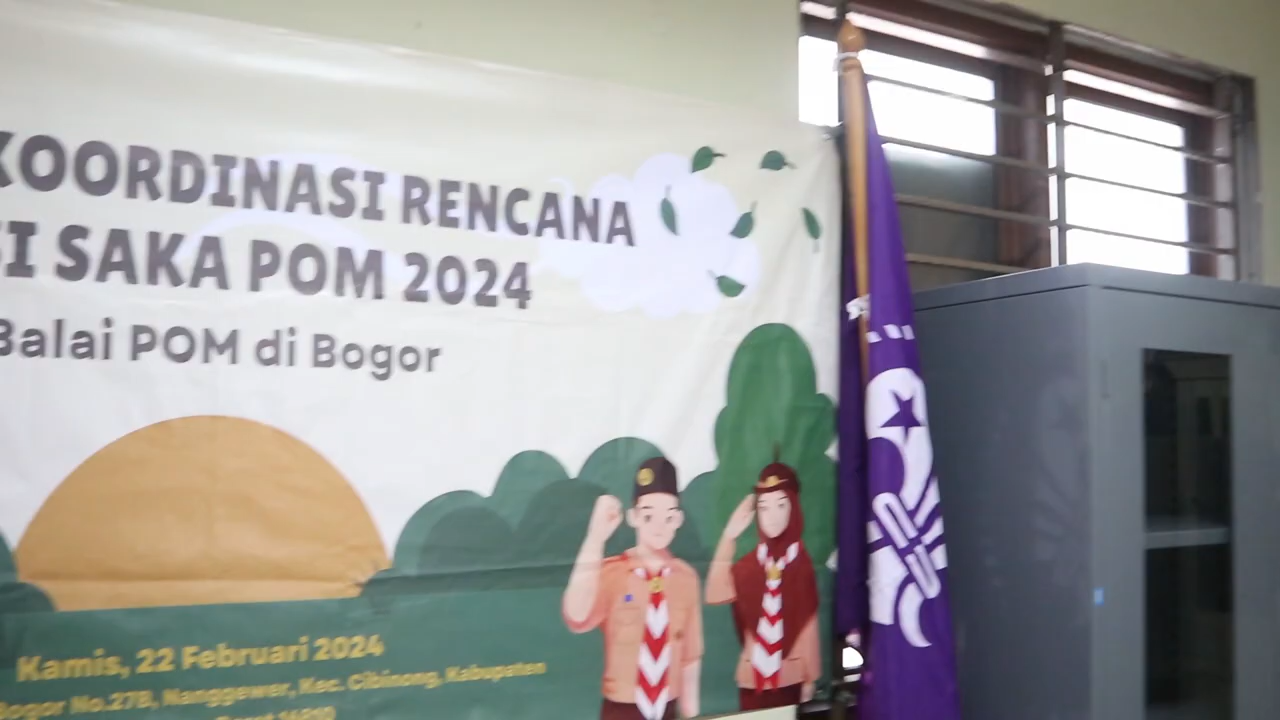 KOORDINASI RENCANA
SI SAKA POM 2024
Balai POM di Bogor
Kamis, 22 Februari 2024
Bogor No.27B, Nanggewer, Kec. Cibinong, Kabupaten